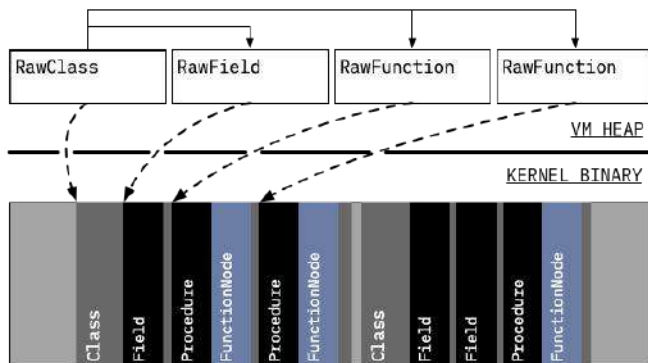 RawClass
RawField
RawFunction
RawFunction
VM HEAP
KERNEL BINARY
Class
Field
Procedure
FunctionNode
Procedure
FunctionNode
Class
Field
Field
Procedure
FunctionNode